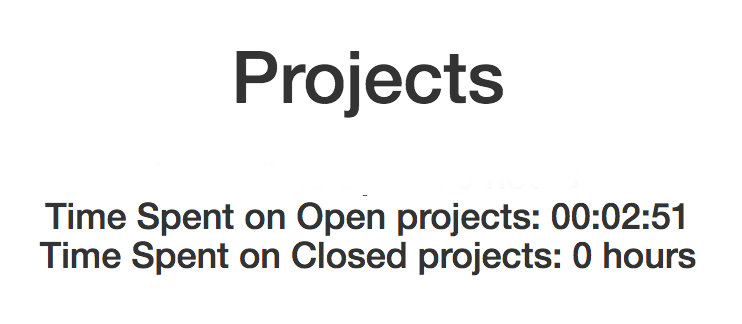 Projects
Time Spent on Open projects: 00:02:51
Time Spent on Closed projects: 0 hours